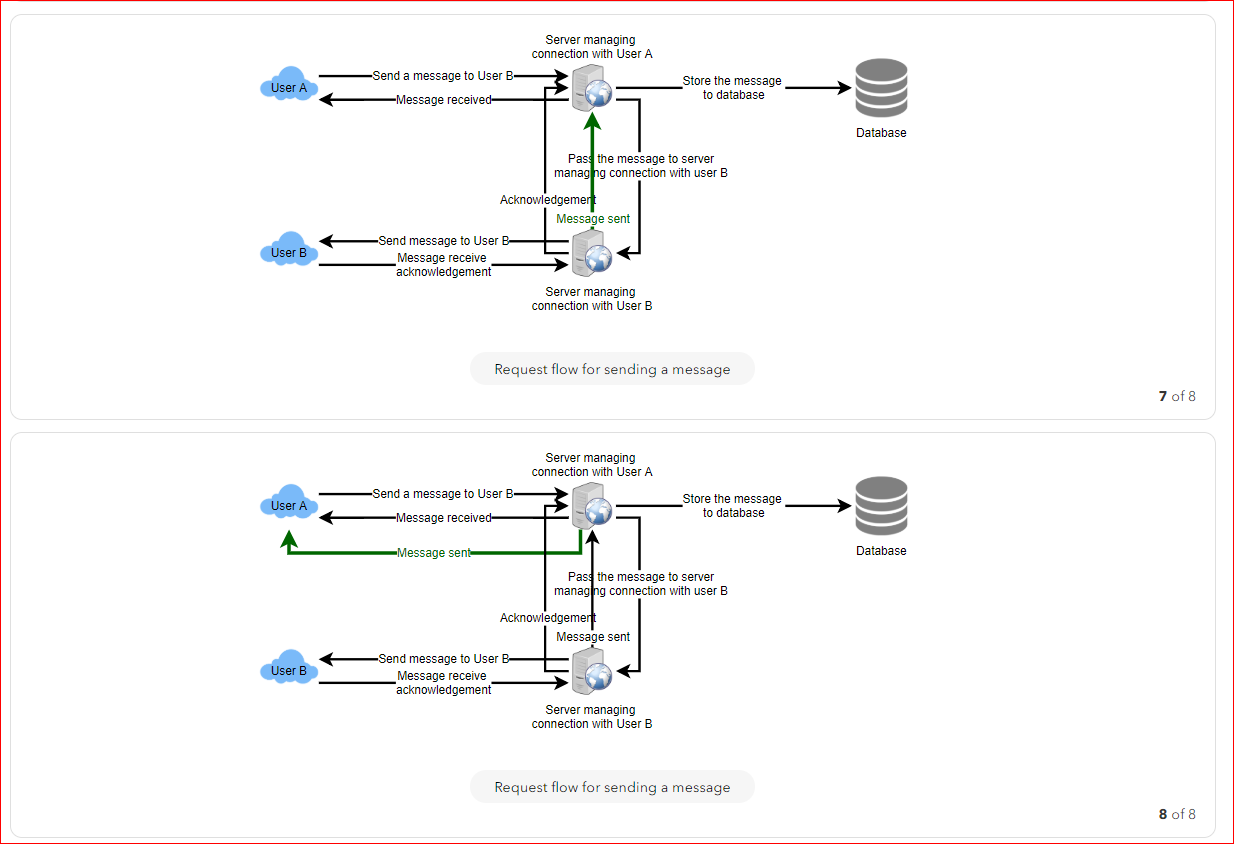 Server managing
connection with User A
User A
Send a message to User B
Message received
Store the message
to database
Database
Pass the message to server
managing connection with user B
Acknowledgement
Message sent
User B
Send message to User B
Message receive
acknowledgement
Server managing
connection with User B
Request flow for sending a message
7 of 8
Server managing
connection with User A
User A
Send a message to User B
Message received
Store the message
to database
Database
Message sent
Pass the message to server
managing connection with user B
Acknowledgement
Message sent
User B
Send message to User B
Message receive
acknowledgement
Server managing
connection with User B
Request flow for sending a message
8 of 8